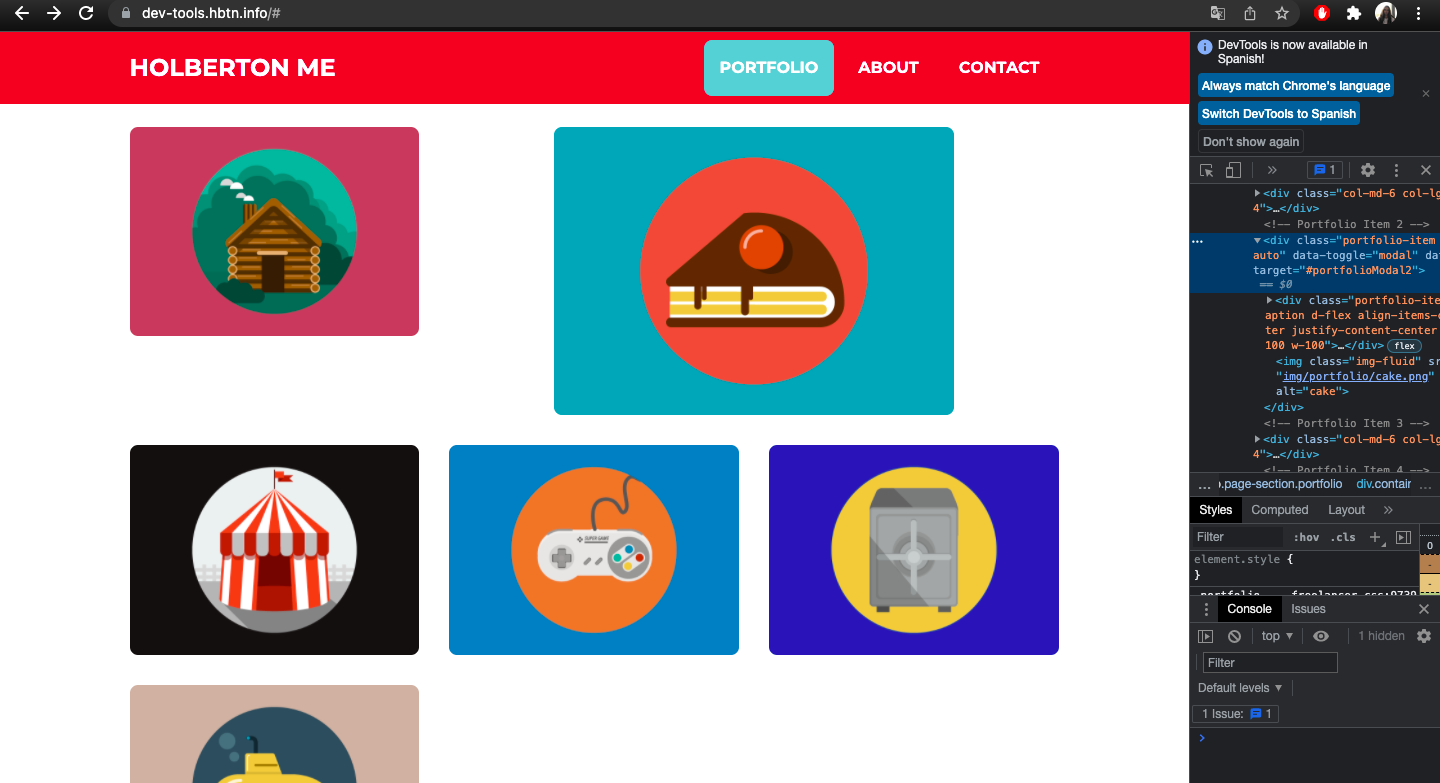 dev-tools.hbtn.info/#
HOLBERTON ME
PORTFOLIO
ABOUT
CONTACT
SUPER GAME
DevTools is now available in
Spanish!
Always match Chrome's language
Switch DevTools to Spanish
Don't show again
1
<div class="col-md-6 col-lg
4">…</div>
<!-- Portfolio Item 2 -->
<div class="portfolio-item
auto" data-toggle="modal" da
target="#portfolioModal2">
== $0
<div class="portfolio-ite
aption d-flex align-items-c
ter justify-content-center
100 w-100">…</div> flex
<img class="img-fluid" sr
"img/portfolio/cake.png"
alt="cake">
</div>
<!-- Portfolio Item 3 -->
<div class="col-md-6 col-lg
4">…</div>
<!-- Portfolio Item 4 -->
… .page-section.portfolio div.contair …
Styles Computed Layout
Filter :hov .cls
0
element.style {
}
-
-
Console Issues
top 1 hidden
Filter
Default levels
1 Issue: 1